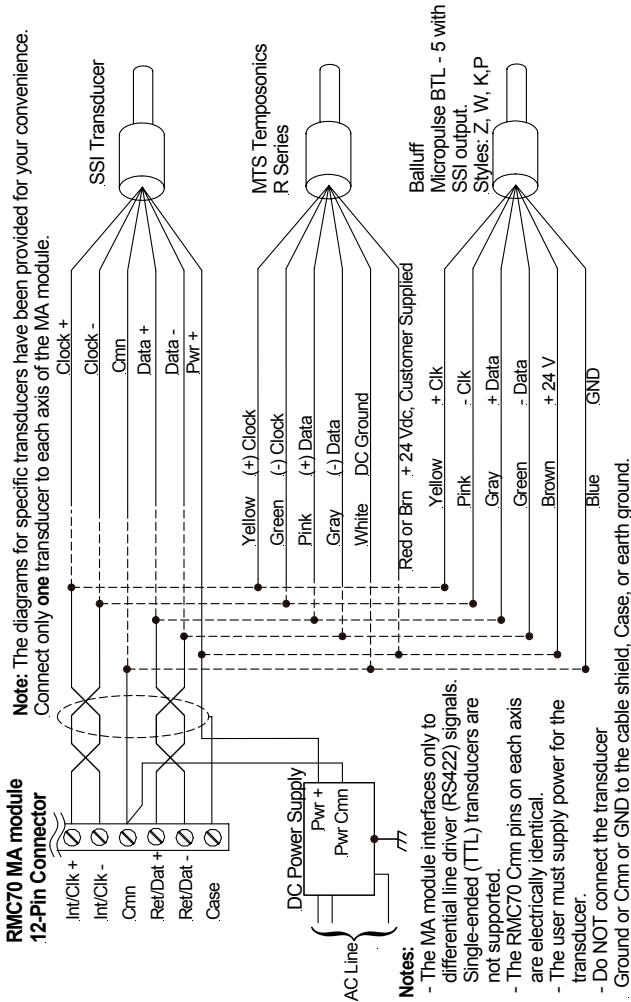 RMC70 MA module
12-Pin Connector
Note: The diagrams for specific transducers have been provided for your convenience.
Connect only one transducer to each axis of the MA module.
Int/Clk +
Int/Clk -
Cmn
Ret/Dat +
Ret/Dat -
Case
Clock +
Clock -
Cmn
Data +
Data -
Pwr +
SSI Transducer
DC Power Supply
Pwr +
Pwr Cmn
AC Line
Yellow (+) Clock
Green (-) Clock
Pink (+) Data
Gray (-) Data
White DC Ground
Red or Brn + 24 Vdc, Customer Supplied
MTS Temposonics
R Series
Yellow + Clk
Pink - Clk
Gray + Data
Green - Data
Brown + 24 V
Blue GND
Balluff
Micropulse BTL - 5 with
SSI output.
Styles: Z, W, K,P
Notes:
- The MA module interfaces only to
differential line driver (RS422) signals.
Single-ended (TTL) transducers are
not supported.
- The RMC70 Cmn pins on each axis
are electrically identical.
- The user must supply power for the
transducer.
- Do NOT connect the transducer
Ground or Cmn or GND to the cable shield, Case, or earth ground.